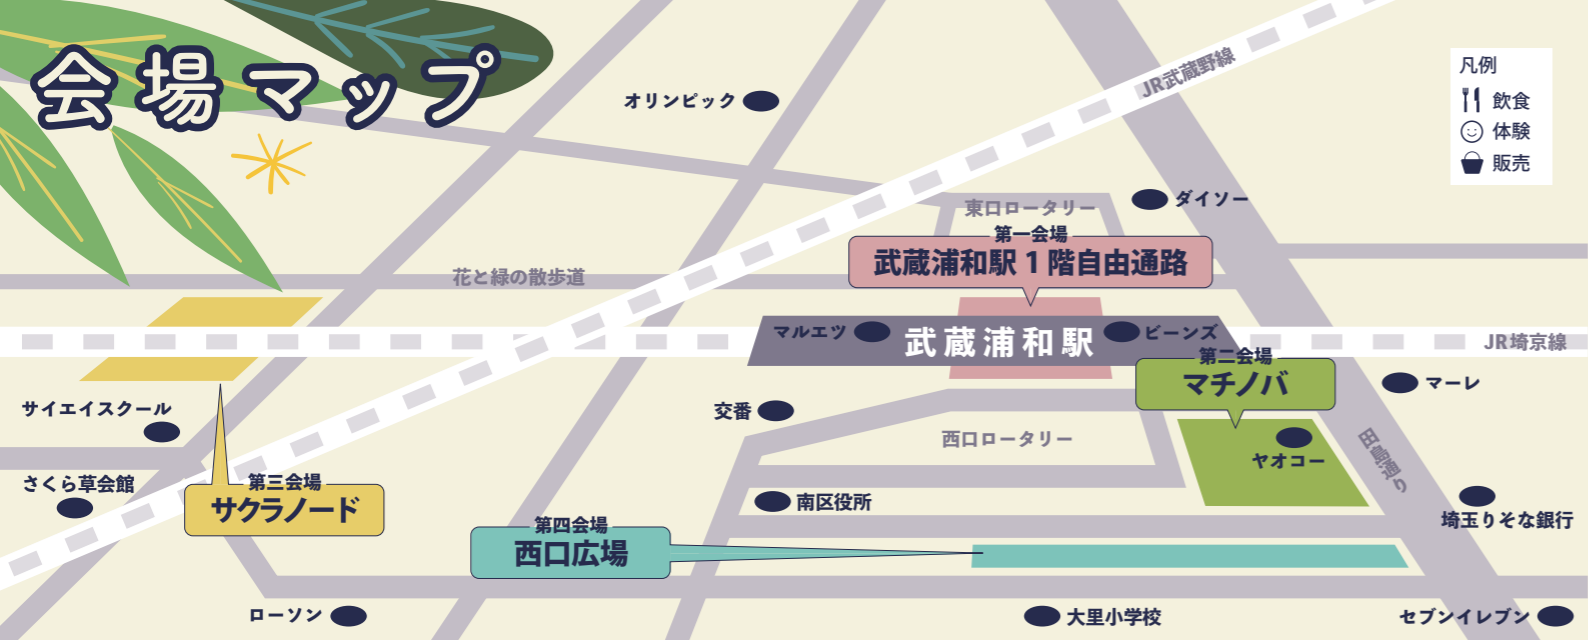 会場マップ
オリンピック
JR武蔵野線
凡例
飲食
体験
販売
ダイソー
東口ロータリー
第一会場
武蔵浦和駅1階自由通路
花と緑の散歩道
マルエツ
武蔵浦和駅
ビーンズ
JR埼京線
第二会場
マチノバ
マーレ
サイエイスクール
交番
西口ロータリー
ヤオコー
田島通り
さくら草会館
第三会場
サクラノード
南区役所
埼玉りそな銀行
第四会場
西口広場
ローソン
大里小学校
セブンイレブン